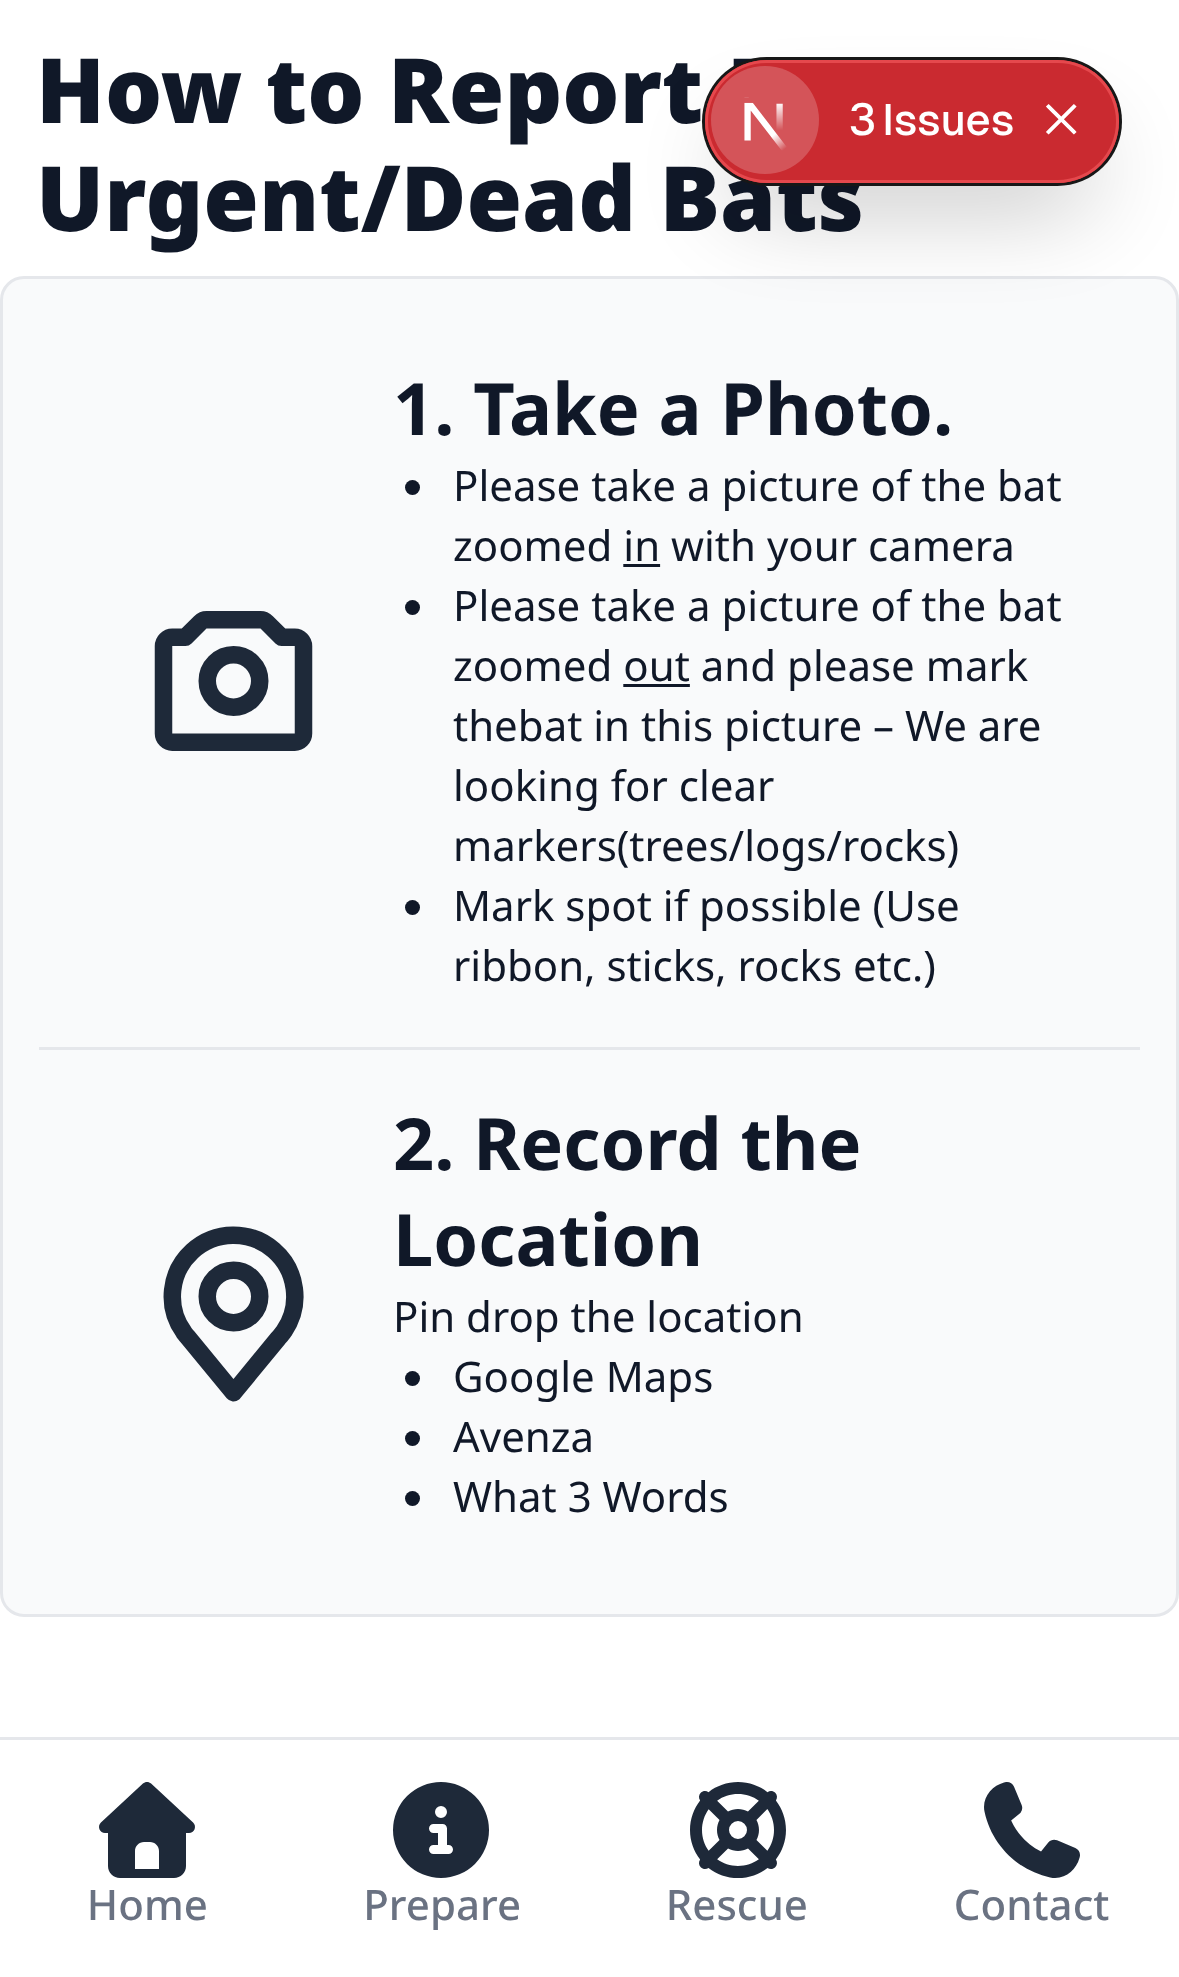 How to Report
Urgent/Dead Bats
N 3 Issues
1. Take a Photo.
• Please take a picture of the bat
zoomed in with your camera
• Please take a picture of the bat
zoomed out and please mark
thebat in this picture – We are
looking for clear
markers(trees/logs/rocks)
• Mark spot if possible (Use
ribbon, sticks, rocks etc.)
2. Record the
Location
Pin drop the location
• Google Maps
• Avenza
• What 3 Words
Home
Prepare
Rescue
Contact